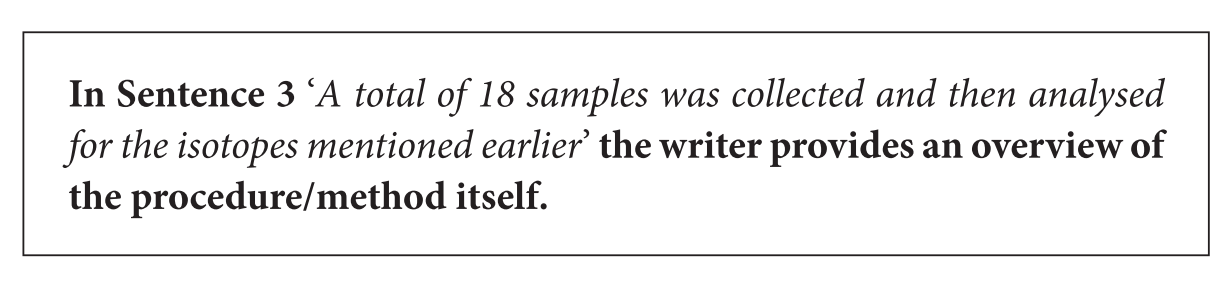 In Sentence 3 ‘A total of 18 samples was collected and then analysed
for the isotopes mentioned earlier’ the writer provides an overview of
the procedure/method itself.